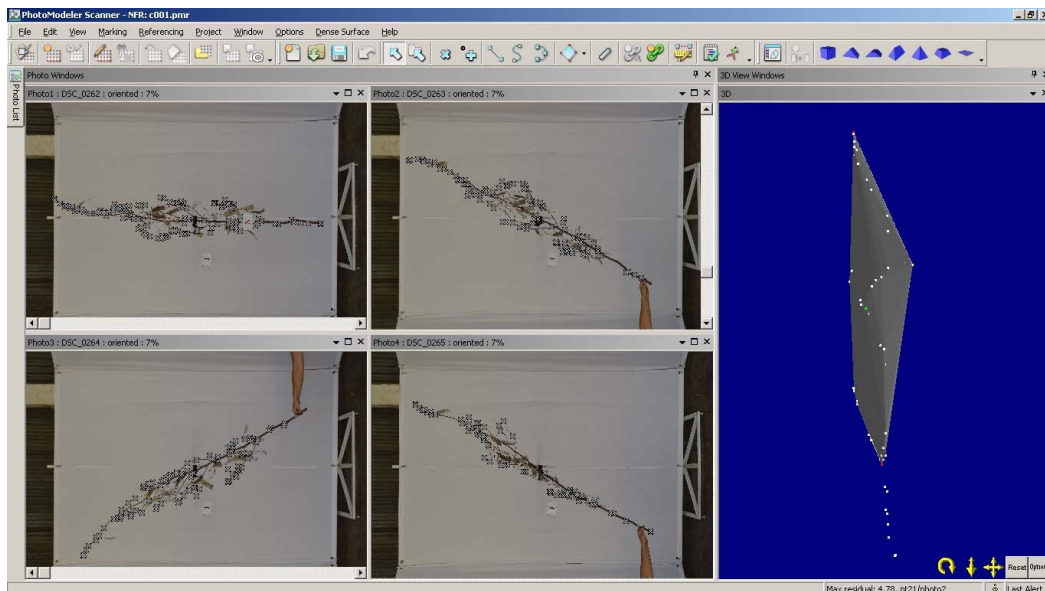 PhotoModeler Scanner - NFR: c001.pmr
File Edit View Marking Referencing Project Window Options Dense Surface Help
Photo List
Photo Windows
3D View Windows
Photo1 : DSC_0262 : oriented : 7%
Photo2 : DSC_0263 : oriented : 7%
3D
Photo3 : DSC_0264 : oriented : 7%
Photo4 : DSC_0265 : oriented : 7%
Reset
Max residual: 4.78, pt21/photo2
Last Alert